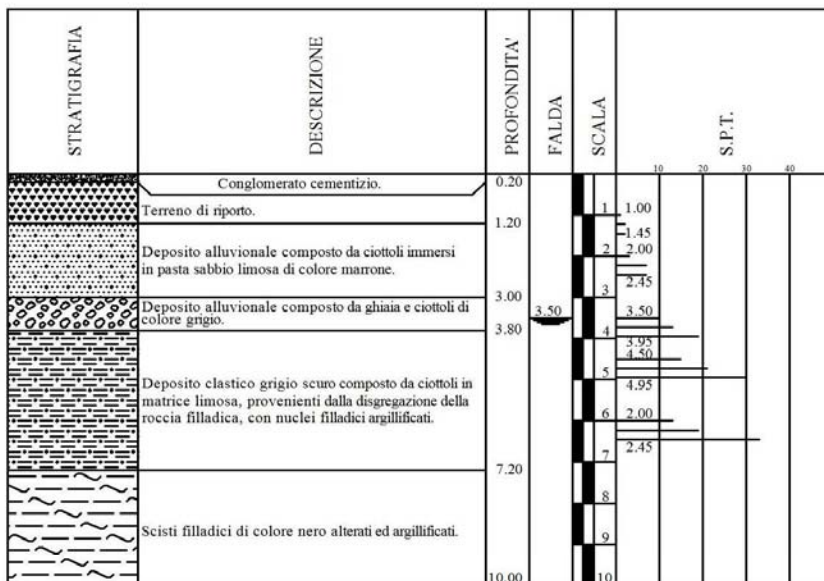 STRATIGRAFIA
DESCRIZIONE
PROFONDITA'
FALDA
SCALA
S.P.T.
10 20 30 40
Conglomerato cementizio.
0.20
Terreno di riporto.
1 1.00
1.20
1.45
Deposito alluvionale composto da ciottoli immersi
in pasta sabbio limosa di colore marrone.
2 2.00
2.45
3.00
3
Deposito alluvionale composto da ghiaia e ciottoli di
colore grigio.
3.50
3.50
3.80
4
3.95
4.50
Deposito clastico grigio scuro composto da ciottoli in
matrice limosa, provenienti dalla disgregazione della
roccia filladica, con nuclei filladici argillificati.
5
4.95
6 2.00
2.45
7
7.20
8
Scisti filladici di colore nero alterati ed argillificati.
9
10.00
10